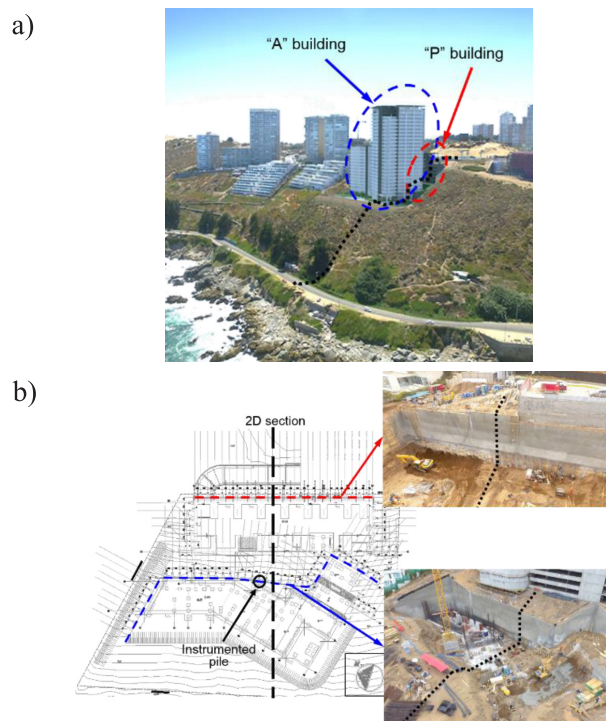 a)
"A" building
"P" building
b)
2D section
Instrumented
pile